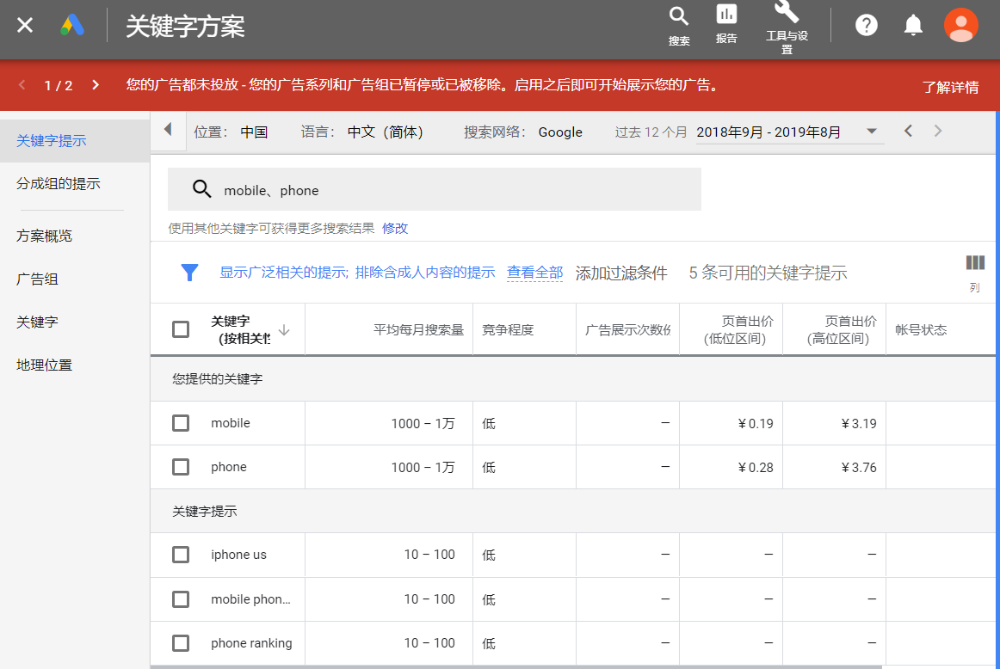 关键字方案
搜索
报告
工具与设
置
1 / 2
您的广告都未投放 - 您的广告系列和广告组已暂停或已被移除。启用之后即可开始展示您的广告。
了解详情
关键字提示
分成组的提示
方案概览
广告组
关键字
地理位置
位置： 中国 语言： 中文（简体） 搜索网络： Google 过去 12 个月 2018年9月 - 2019年8月
mobile、phone
使用其他关键字可获得更多搜索结果 修改
显示广泛相关的提示; 排除含成人内容的提示 查看全部 添加过滤条件 5 条可用的关键字提示
列
关键字
（按相关性
平均每月搜索量
竞争程度
广告展示次数份
页首出价
(低位区间)
页首出价
(高位区间)
帐号状态
您提供的关键字
mobile 1000 – 1万 低 – ¥0.19 ¥3.19
phone 1000 – 1万 低 – ¥0.28 ¥3.76
关键字提示
iphone us 10 – 100 低 – – –
mobile phon... 10 – 100 低 – – –
phone ranking 10 – 100 低 – – –